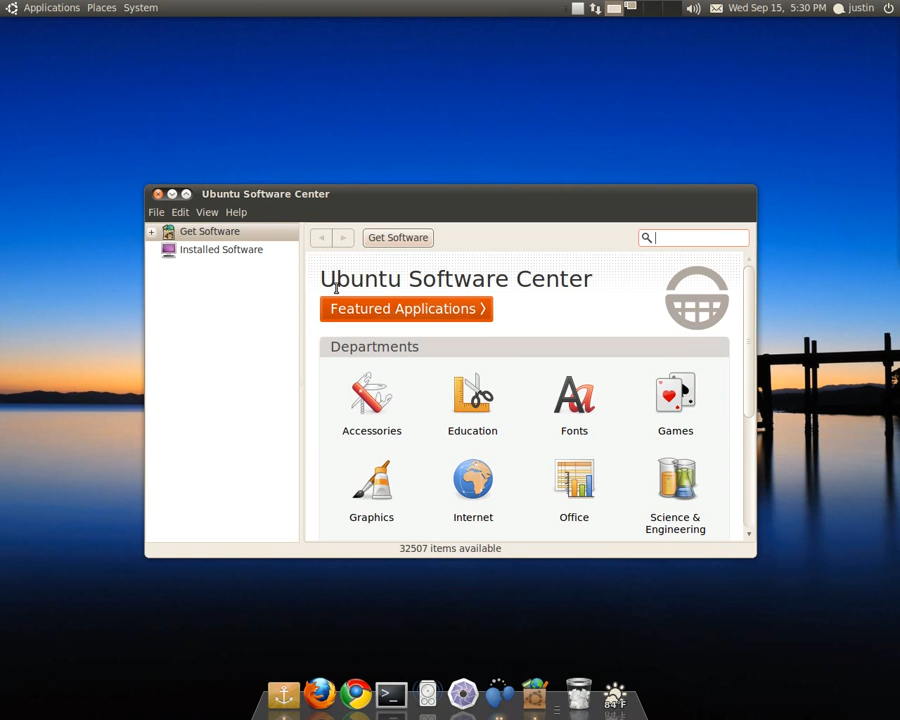 Applications Places System Wed Sep 15, 5:30 PM justin
Ubuntu Software Center
File Edit View Help
Get Software
Installed Software
Get Software
Ubuntu Software Center
Featured Applications
Departments
Accessories Education Fonts Games
Graphics Internet Office Science &
Engineering
32507 items available
>_
84°F